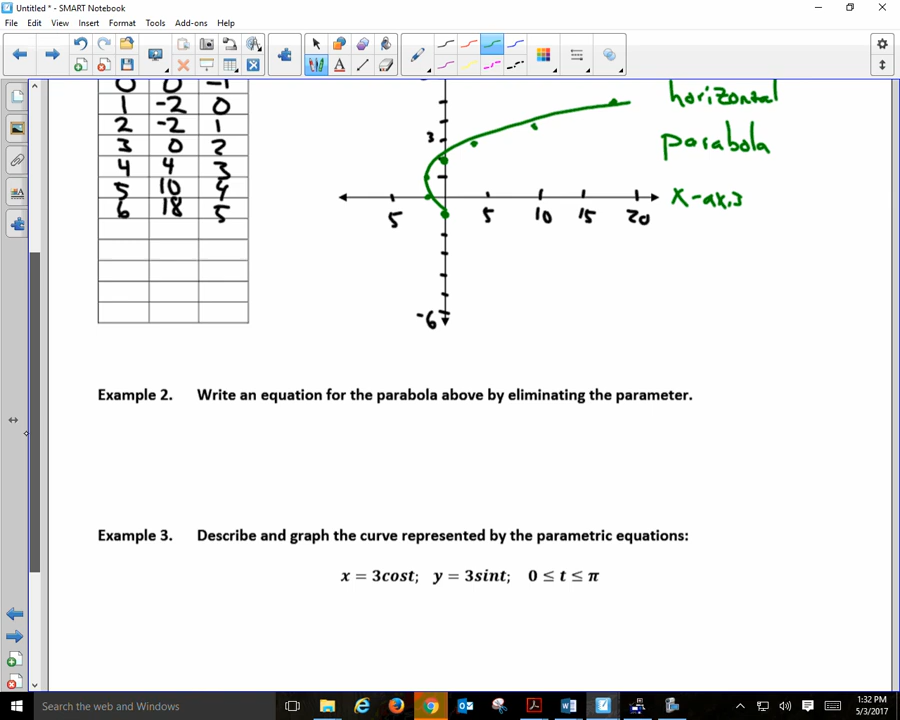 Untitled * - SMART Notebook
File Edit View Insert Format Tools Add-ons Help
0 0 -1
1 -2 0
2 -2 1
3 0 2
4 4 3
5 10 4
6 18 5
horizontal
parabola
x-axis
3
5 5 10 15 20
-6
Example 2. Write an equation for the parabola above by eliminating the parameter.
Example 3. Describe and graph the curve represented by the parametric equations:
x = 3cost; y = 3sint; 0 ≤ t ≤ π
Search the web and Windows
1:32 PM
5/3/2017